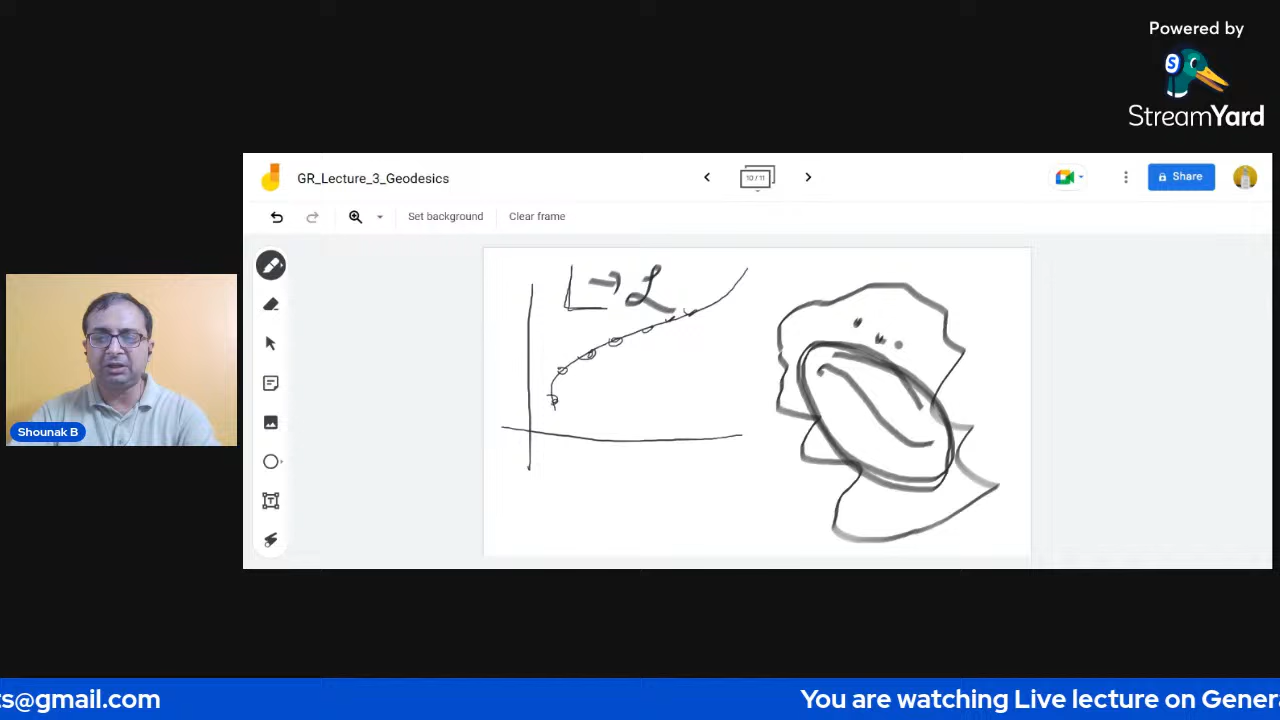 Powered by
StreamYard
GR_Lecture_3_Geodesics
10 / 11
Share
Set background
Clear frame
L → ℒ
Shounak B
ts@gmail.com
You are watching Live lecture on Genera